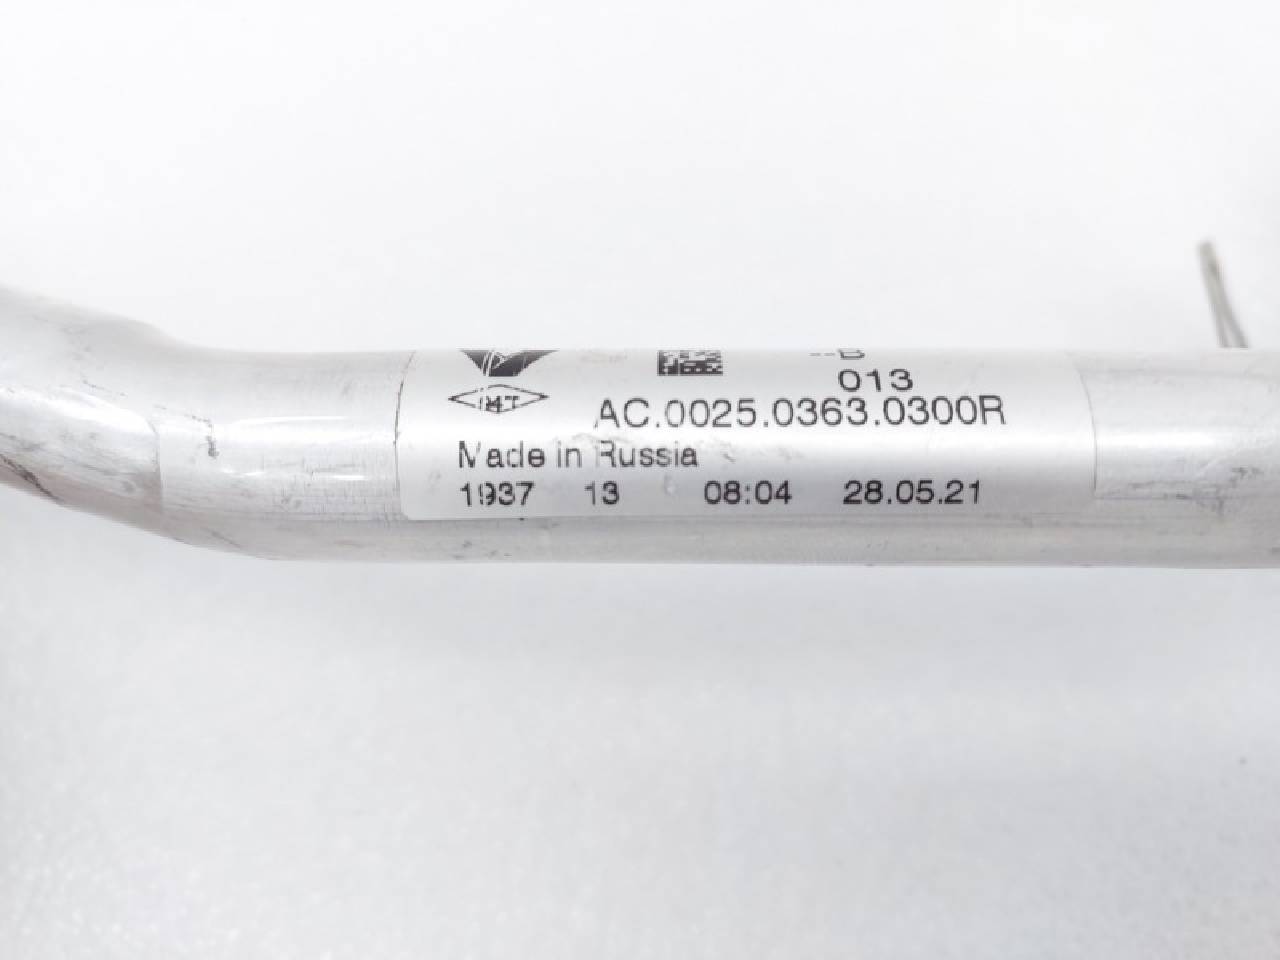 013
AC.0025.0363.0300R
Made in Russia
1937 13 08:04 28.05.21